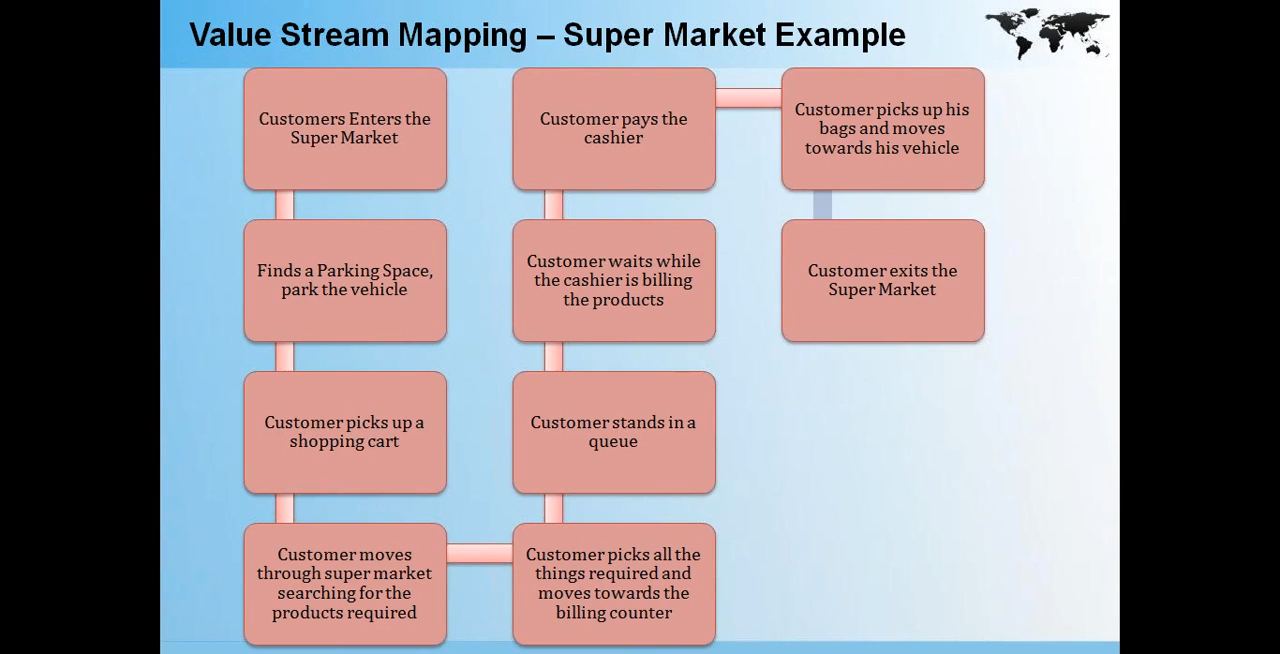 Value Stream Mapping – Super Market Example
Customers Enters the
Super Market
Finds a Parking Space,
park the vehicle
Customer picks up a
shopping cart
Customer moves
through super market
searching for the
products required
Customer picks all the
things required and
moves towards the
billing counter
Customer stands in a
queue
Customer waits while
the cashier is billing
the products
Customer pays the
cashier
Customer picks up his
bags and moves
towards his vehicle
Customer exits the
Super Market